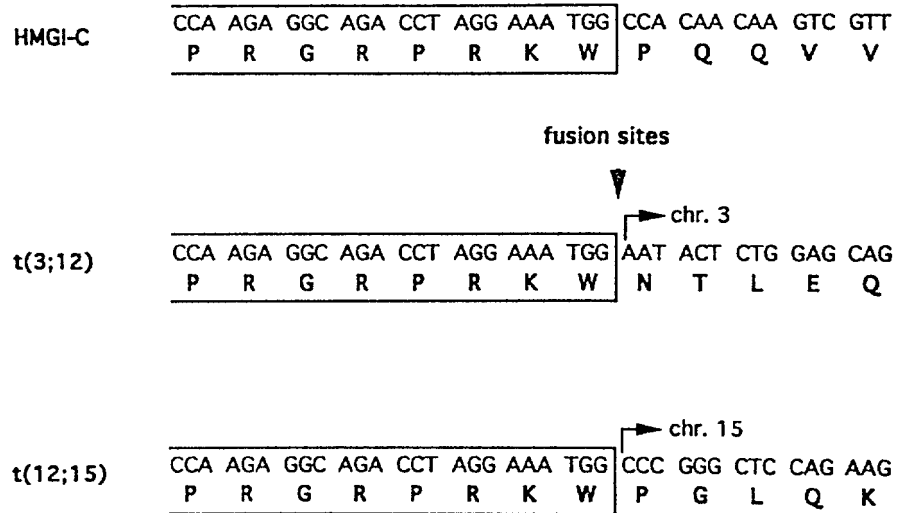 CCA AGA GGC AGA CCT AGG AAA TGG CCA CAA CAA GTC GTT
HMGI-C
P R G R P R K W P Q Q V V
fusion sites
chr. 3
CCA AGA GGC AGA CCT AGG AAA TGG AAT ACT CTG GAG CAG
t(3;12)
P R G R P R K W N T L E Q
chr. 15
CCA AGA GGC AGA CCT AGG AAA TGG CCC GGG CTC CAG AAG
t(12;15)
P R G R P R K W P G L Q K